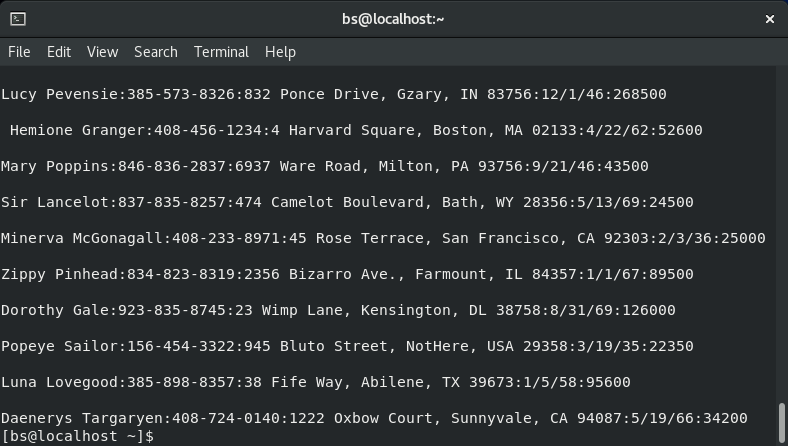 bs@localhost:~
File Edit View Search Terminal Help
Lucy Pevensie:385-573-8326:832 Ponce Drive, Gzary, IN 83756:12/1/46:268500
Hemione Granger:408-456-1234:4 Harvard Square, Boston, MA 02133:4/22/62:52600
Mary Poppins:846-836-2837:6937 Ware Road, Milton, PA 93756:9/21/46:43500
Sir Lancelot:837-835-8257:474 Camelot Boulevard, Bath, WY 28356:5/13/69:24500
Minerva McGonagall:408-233-8971:45 Rose Terrace, San Francisco, CA 92303:2/3/36:25000
Zippy Pinhead:834-823-8319:2356 Bizarro Ave., Farmount, IL 84357:1/1/67:89500
Dorothy Gale:923-835-8745:23 Wimp Lane, Kensington, DL 38758:8/31/69:126000
Popeye Sailor:156-454-3322:945 Bluto Street, NotHere, USA 29358:3/19/35:22350
Luna Lovegood:385-898-8357:38 Fife Way, Abilene, TX 39673:1/5/58:95600
Daenerys Targaryen:408-724-0140:1222 Oxbow Court, Sunnyvale, CA 94087:5/19/66:34200
[bs@localhost ~]$